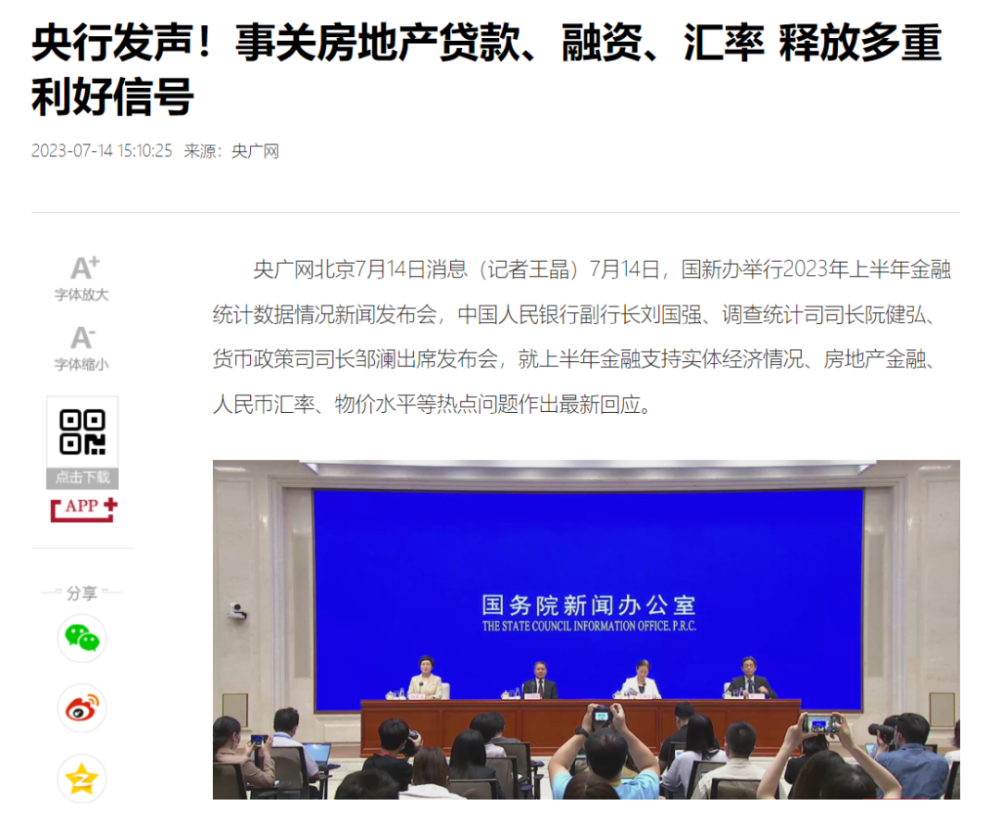 央行发声！事关房地产贷款、融资、汇率 释放多重
利好信号
2023-07-14 15:10:25 来源：央广网
A+
字体放大
A-
字体缩小
点击下载
APP+
分享
央广网北京7月14日消息（记者王晶）7月14日，国新办举行2023年上半年金融
统计数据情况新闻发布会，中国人民银行副行长刘国强、调查统计司司长阮健弘、
货币政策司司长邹澜出席发布会，就上半年金融支持实体经济情况、房地产金融、
人民币汇率、物价水平等热点问题作出最新回应。
国务院新闻办公室
THE STATE COUNCIL INFORMATION OFFICE, P.R.C.